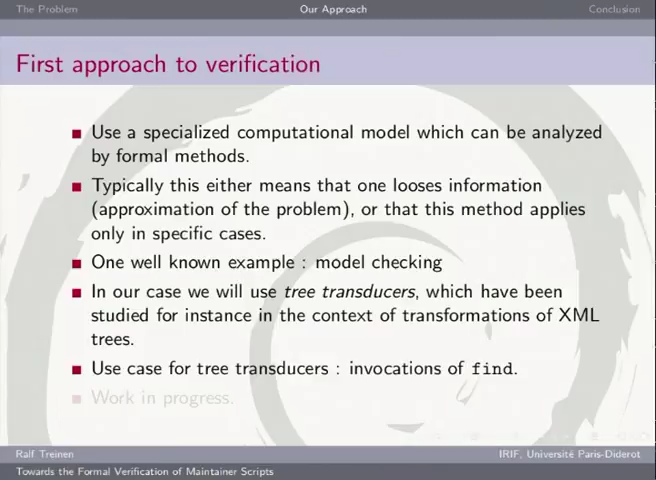 The Problem
Our Approach
Conclusion
First approach to verification
Use a specialized computational model which can be analyzed
by formal methods.
Typically this either means that one looses information
(approximation of the problem), or that this method applies
only in specific cases.
One well known example : model checking
In our case we will use tree transducers, which have been
studied for instance in the context of transformations of XML
trees.
Use case for tree transducers : invocations of find.
Work in progress.
Ralf Treinen
IRIF, Université Paris-Diderot
Towards the Formal Verification of Maintainer Scripts